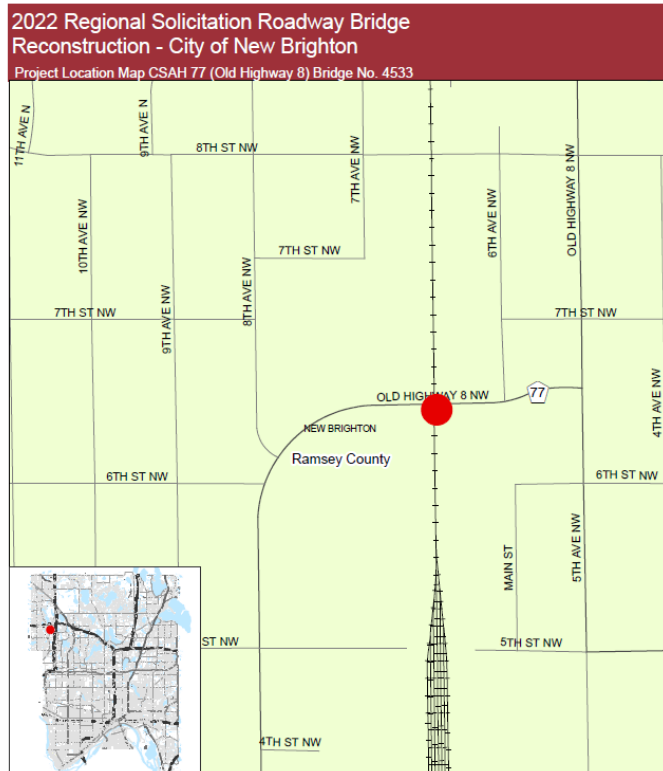 2022 Regional Solicitation Roadway Bridge
Reconstruction - City of New Brighton
Project Location Map CSAH 77 (Old Highway 8) Bridge No. 4533
11TH AVE N
9TH AVE N
8TH ST NW
7TH AVE NW
6TH AVE NW
OLD HIGHWAY 8 NW
10TH AVE NW
7TH ST NW
8TH AVE NW
7TH ST NW
9TH AVE NW
7TH ST NW
OLD HIGHWAY 8 NW
77
4TH AVE NW
NEW BRIGHTON
Ramsey County
6TH ST NW
6TH ST NW
MAIN ST
5TH AVE NW
ST NW
5TH ST NW
4TH ST NW